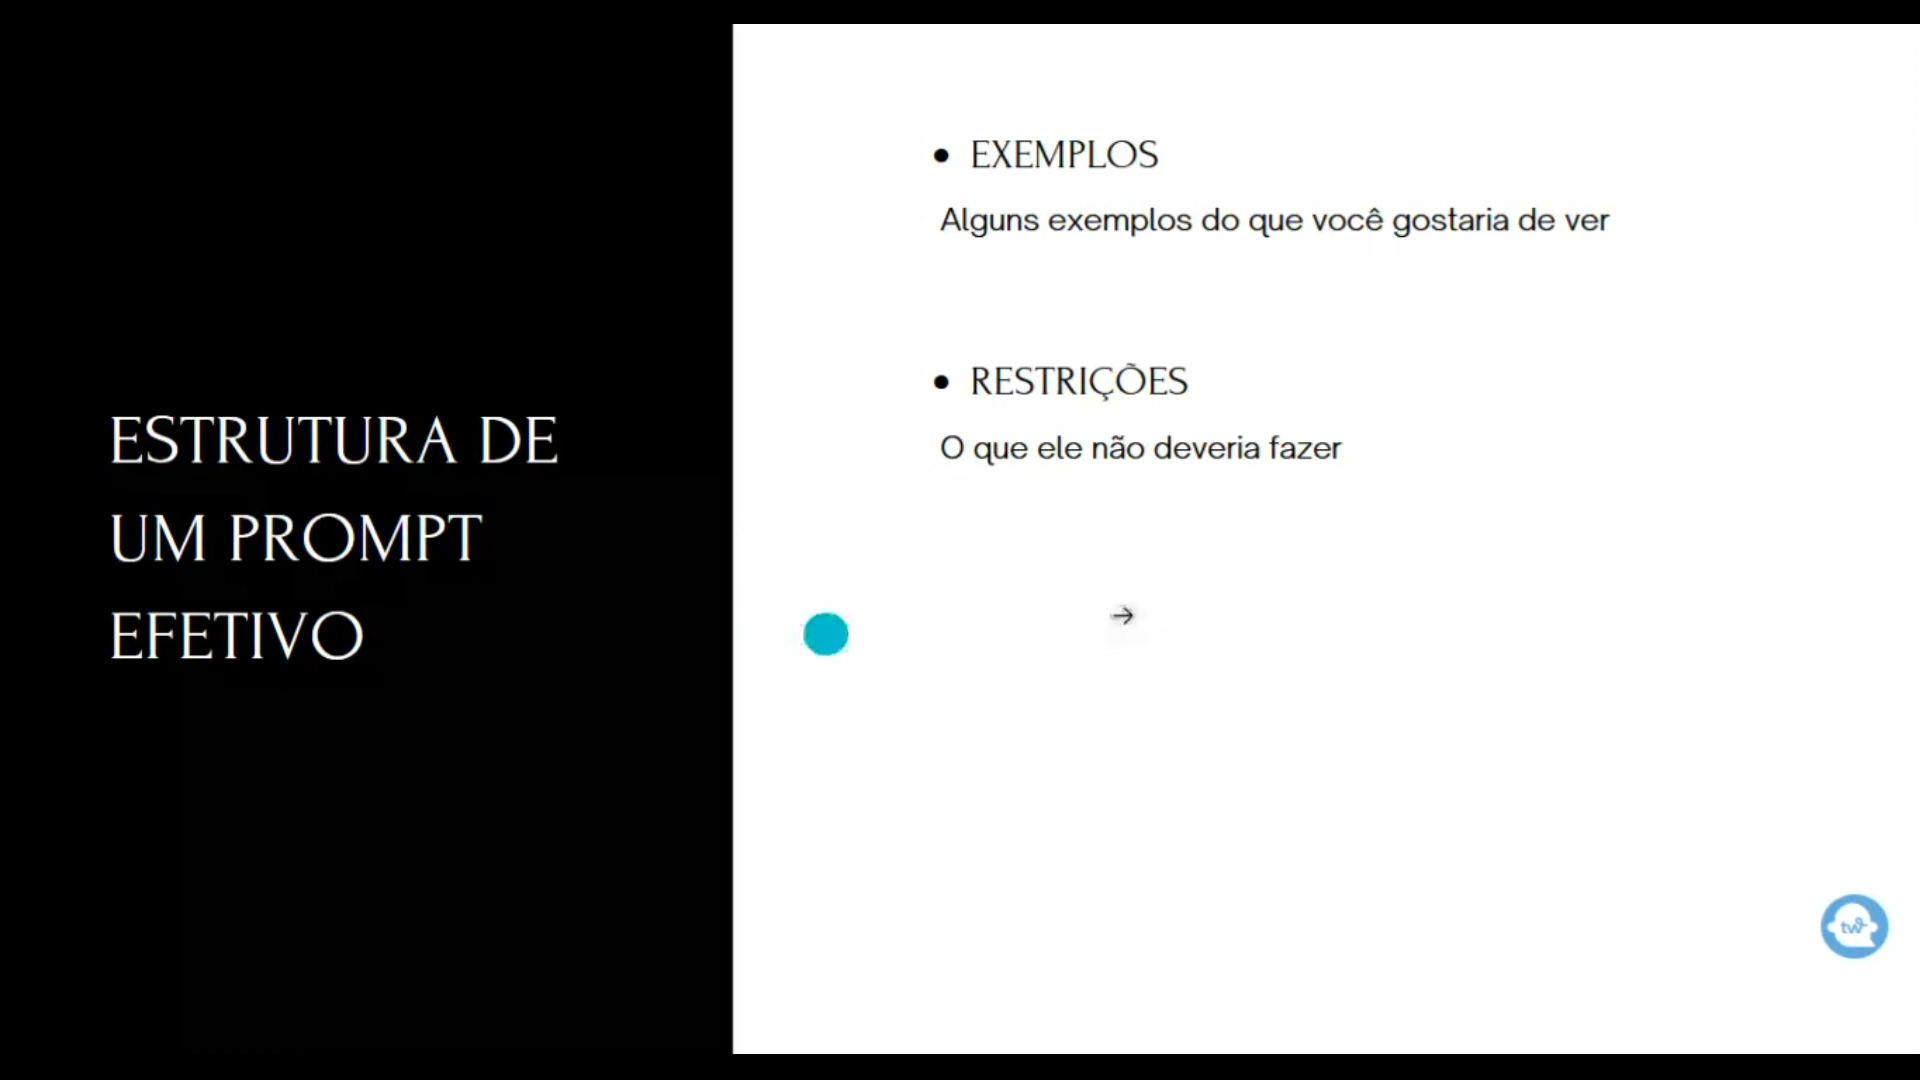 ESTRUTURA DE
UM PROMPT
EFETIVO
• EXEMPLOS
Alguns exemplos do que você gostaria de ver
• RESTRIÇÕES
O que ele não deveria fazer
tw